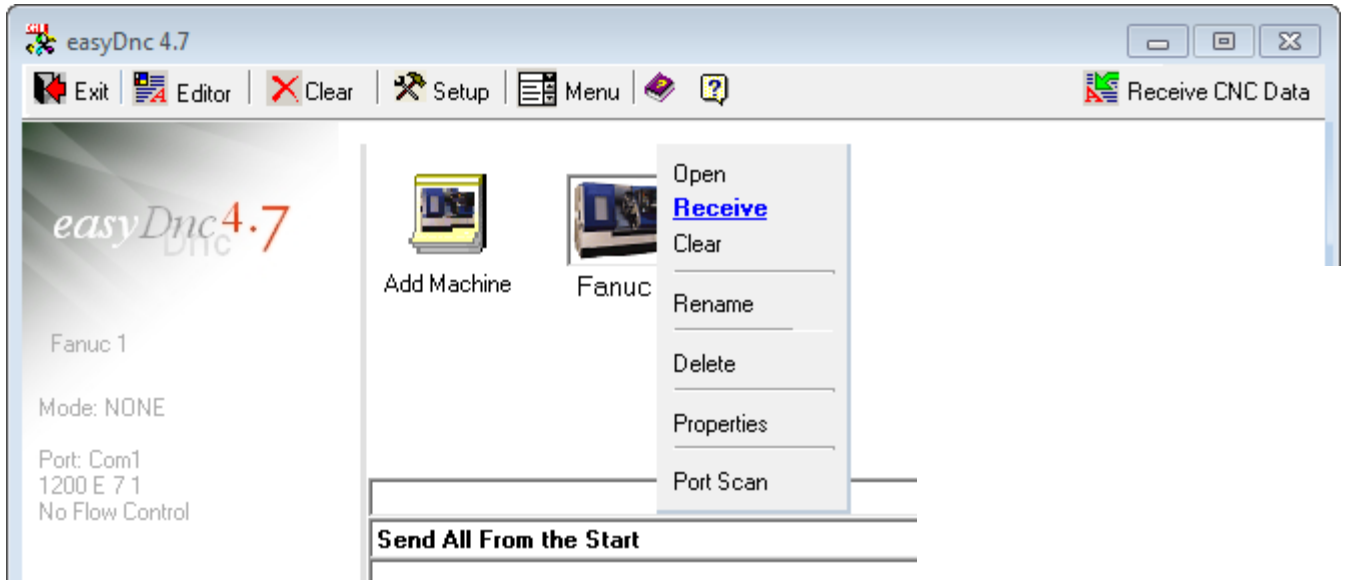 easyDnc 4.7
Exit Editor Clear Setup Menu Receive CNC Data
easyDnc4.7
Dnc
Add Machine
Fanuc
Open
Receive
Clear
Rename
Delete
Properties
Port Scan
Fanuc 1
Mode: NONE
Port: Com1
1200 E 7 1
No Flow Control
Send All From the Start